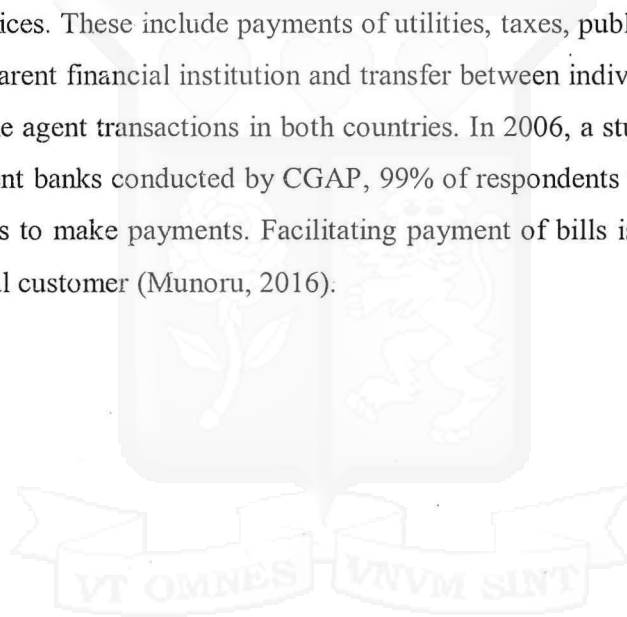 ices. These include payments of utilities, taxes, publ
arent financial institution and transfer between indiv
e agent transactions in both countries. In 2006, a stu
nt banks conducted by CGAP, 99% of respondents
s to make payments. Facilitating payment of bills is
l customer (Munoru, 2016).
VT OMNES VNVM SINT